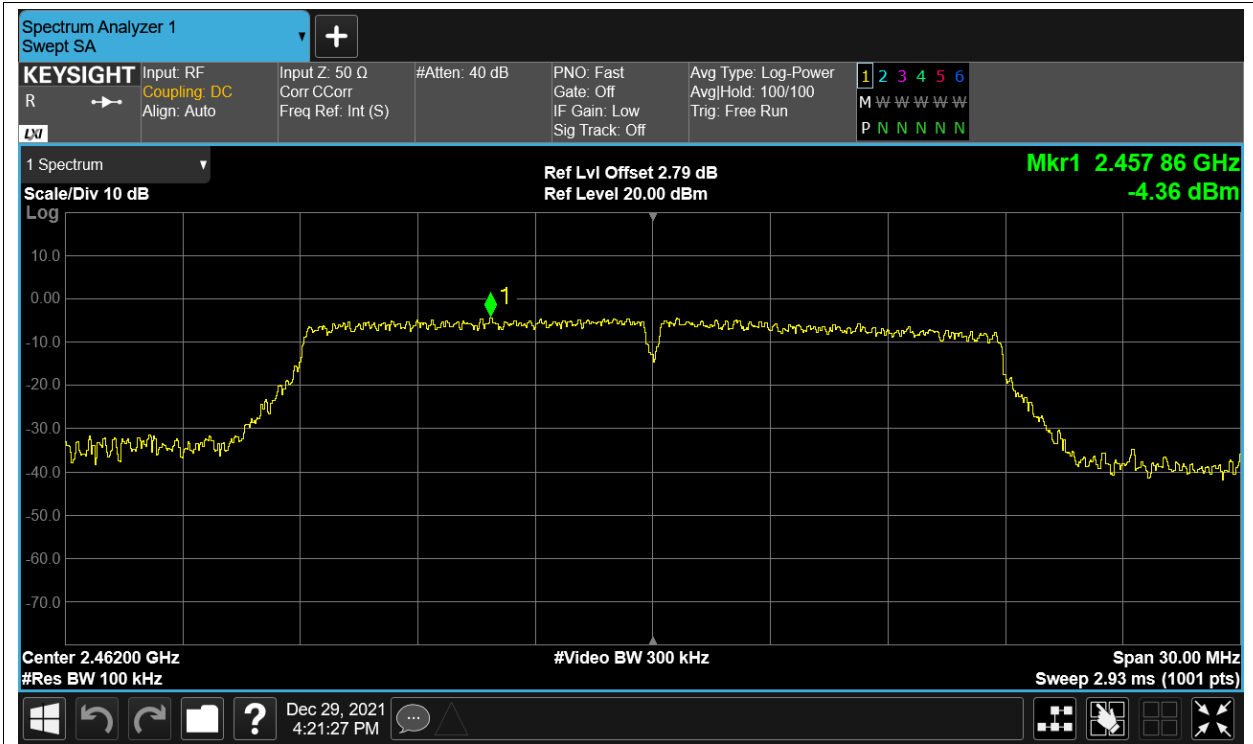 Spectrum Analyzer 1
Swept SA
KEYSIGHT
R
LXI
Input: RF
Coupling: DC
Align: Auto
Input Z: 50 Ω
Corr CCorr
Freq Ref: Int (S)
#Atten: 40 dB
PNO: Fast
Gate: Off
IF Gain: Low
Sig Track: Off
Avg Type: Log-Power
Avg|Hold: 100/100
Trig: Free Run
1 2 3 4 5 6
M W W W W W W
P N N N N N N
1 Spectrum
Scale/Div 10 dB
Log
Ref Lvl Offset 2.79 dB
Ref Level 20.00 dBm
Mkr1 2.457 86 GHz
-4.36 dBm
10.0
0.00
-10.0
-20.0
-30.0
-40.0
-50.0
-60.0
-70.0
1
Center 2.46200 GHz
#Res BW 100 kHz
#Video BW 300 kHz
Span 30.00 MHz
Sweep 2.93 ms (1001 pts)
?
Dec 29, 2021
4:21:27 PM